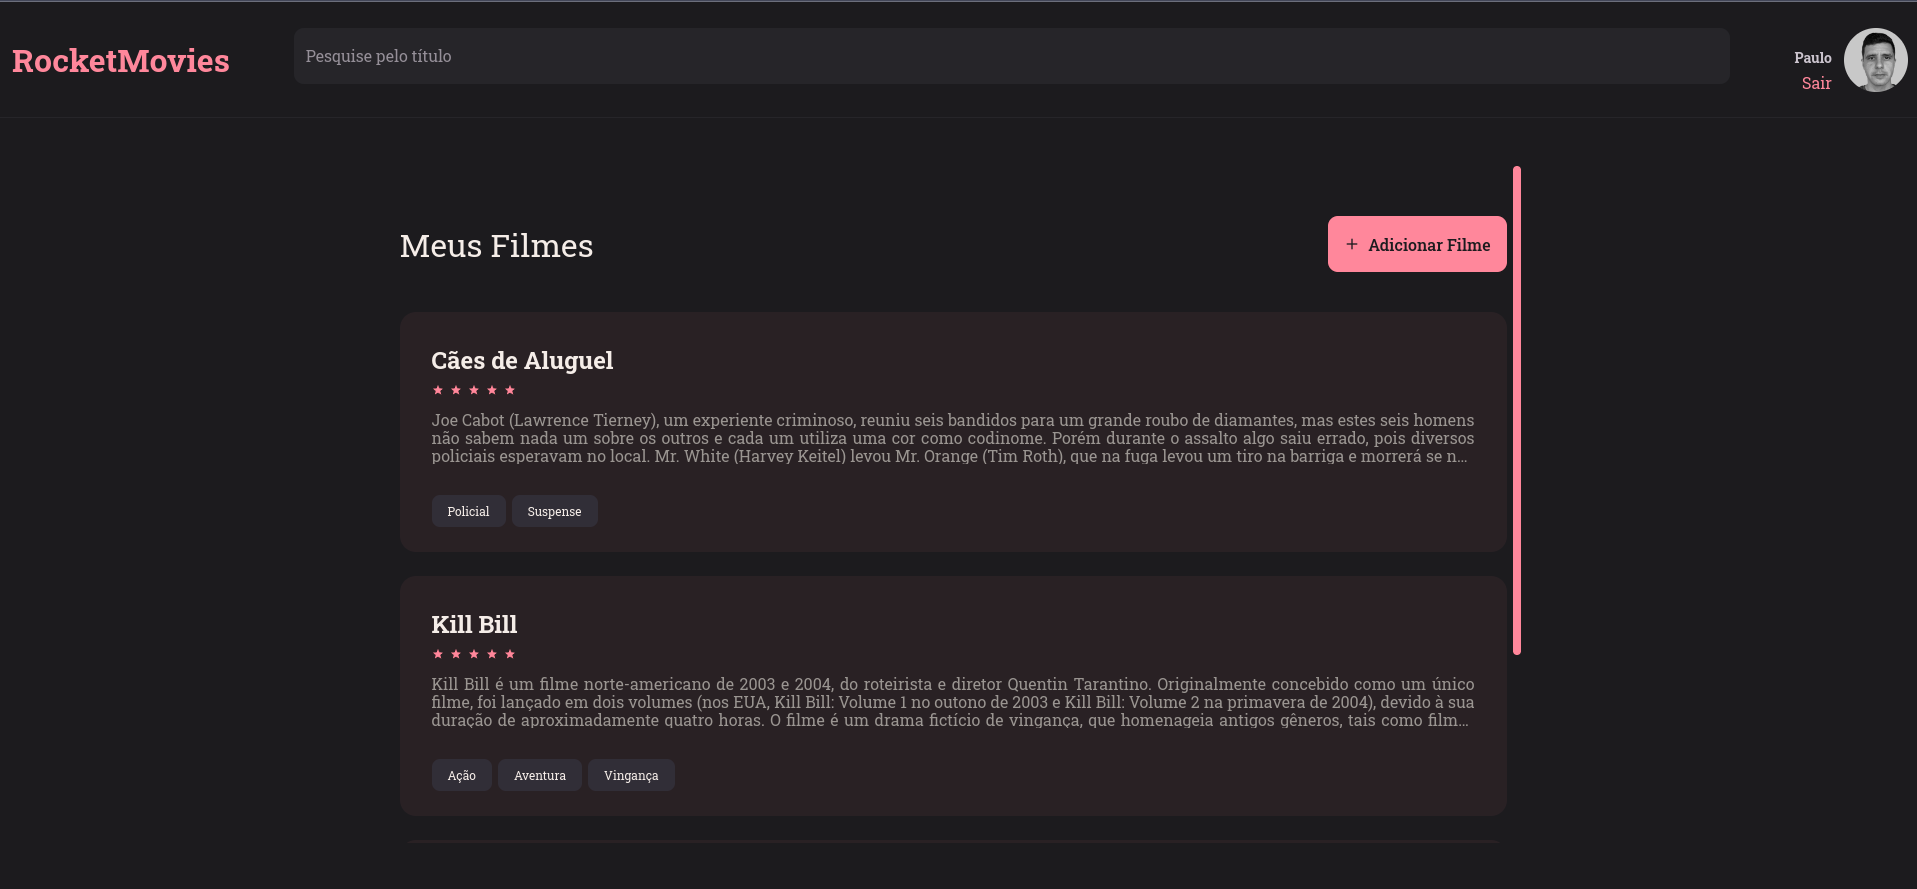 RocketMovies
Pesquise pelo título
Paulo
Sair
Meus Filmes
+ Adicionar Filme
Cães de Aluguel
Joe Cabot (Lawrence Tierney), um experiente criminoso, reuniu seis bandidos para um grande roubo de diamantes, mas estes seis homens
não sabem nada um sobre os outros e cada um utiliza uma cor como codinome. Porém durante o assalto algo saiu errado, pois diversos
policiais esperavam no local. Mr. White (Harvey Keitel) levou Mr. Orange (Tim Roth), que na fuga levou um tiro na barriga e morrerá se n...
Policial Suspense
Kill Bill
Kill Bill é um filme norte-americano de 2003 e 2004, do roteirista e diretor Quentin Tarantino. Originalmente concebido como um único
filme, foi lançado em dois volumes (nos EUA, Kill Bill: Volume 1 no outono de 2003 e Kill Bill: Volume 2 na primavera de 2004), devido à sua
duração de aproximadamente quatro horas. O filme é um drama fictício de vingança, que homenageia antigos gêneros, tais como film...
Ação Aventura Vingança